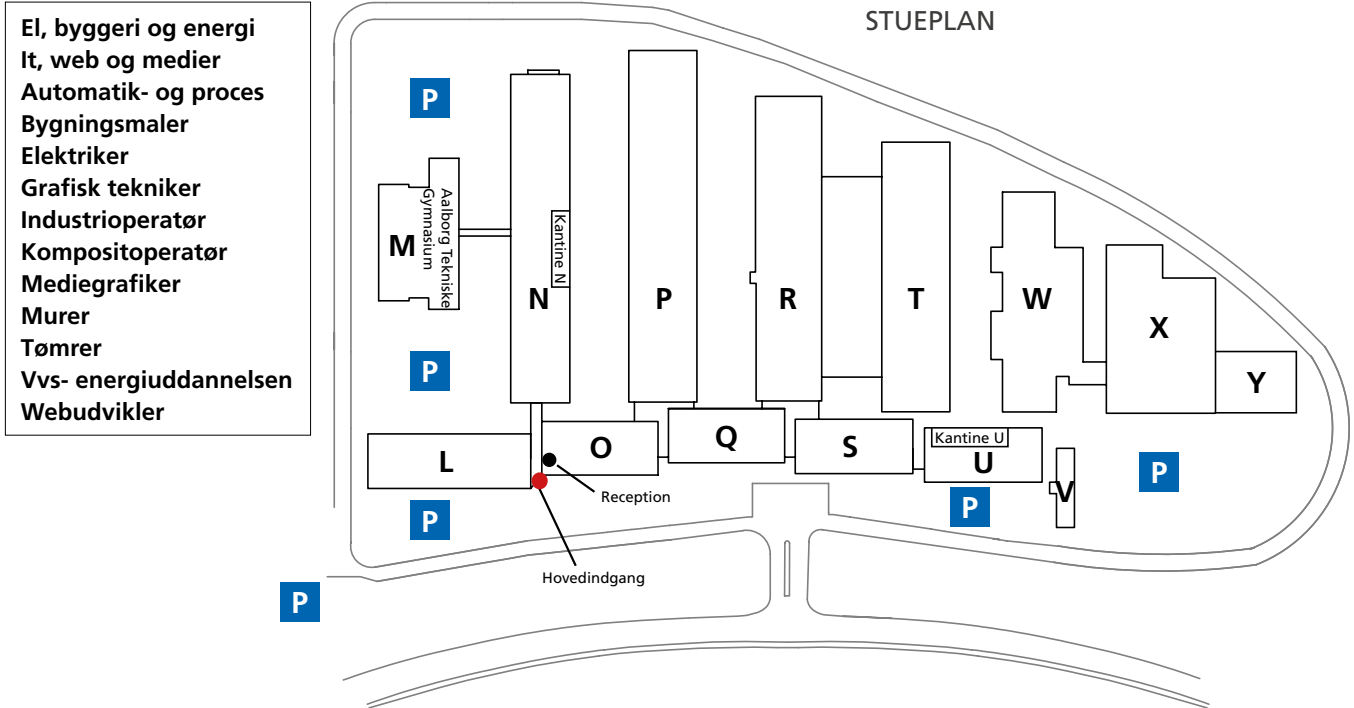 El, byggeri og energi
It, web og medier
Automatik- og proces
Bygningsmaler
Elektriker
Grafisk tekniker
Industrioperatør
Kompositoperatør
Mediegrafiker
Murer
Tømrer
Vvs- energiuddannelsen
Webudvikler
STUEPLAN
P
M
Aalborg Tekniske
Gymnasium
Kantine N
N
P
R
T
W
X
Y
P
L
O
Q
S
Kantine U
U
V
Reception
P
P
P
Hovedindgang
P